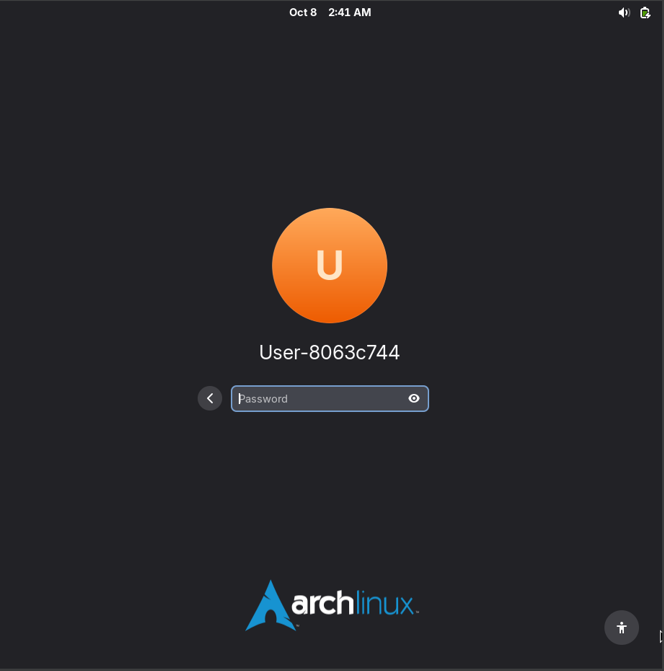 Oct 8 2:41 AM
U
User-8063c744
Password
archlinux